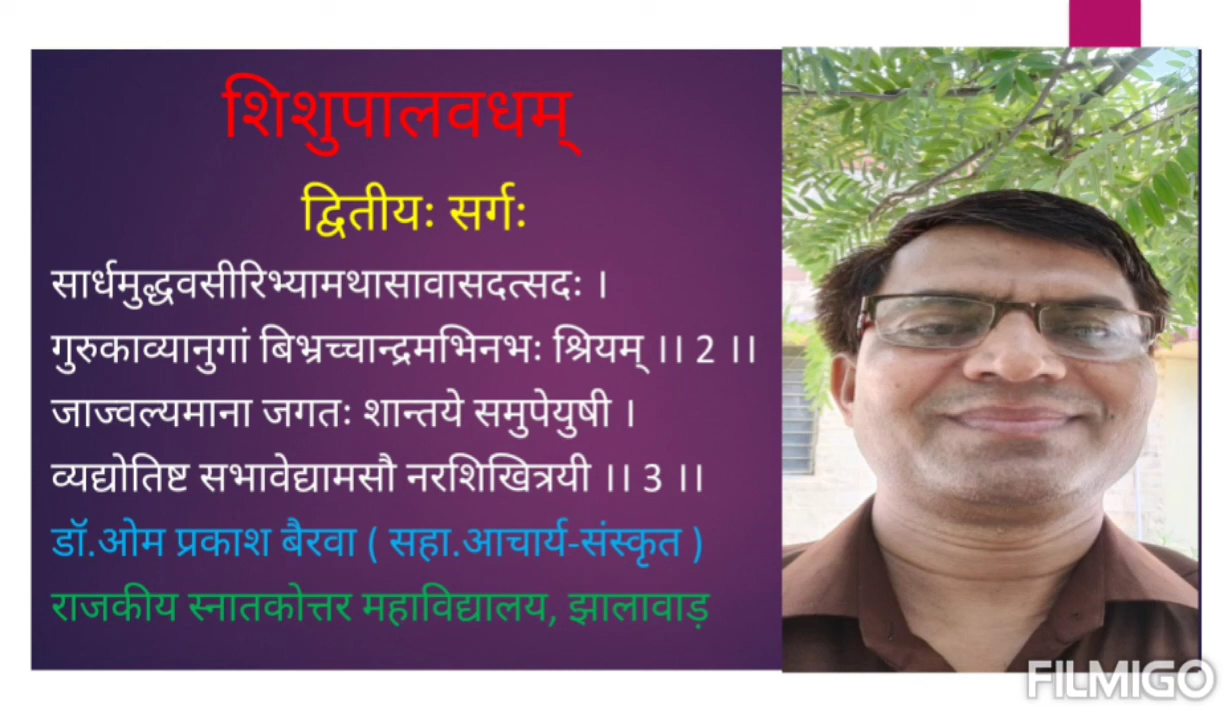 शिशुपालवधम्
द्वितीयः सर्गः
सार्धमुद्धवसीरिभ्यामथासावासदत्सदः ।
गुरुकाव्यानुगां बिभ्रच्चान्द्रमभिनभः श्रियम् ।। 2 ।।
जाज्वल्यमाना जगतः शान्तये समुपेयुषी ।
व्यद्योतिष्ट सभावेद्यामसौ नरशिखित्रयी ।। 3 ।।
डॉ.ओम प्रकाश बैरवा ( सहा.आचार्य-संस्कृत )
राजकीय स्नातकोत्तर महाविद्यालय, झालावाड़
FILMIGO